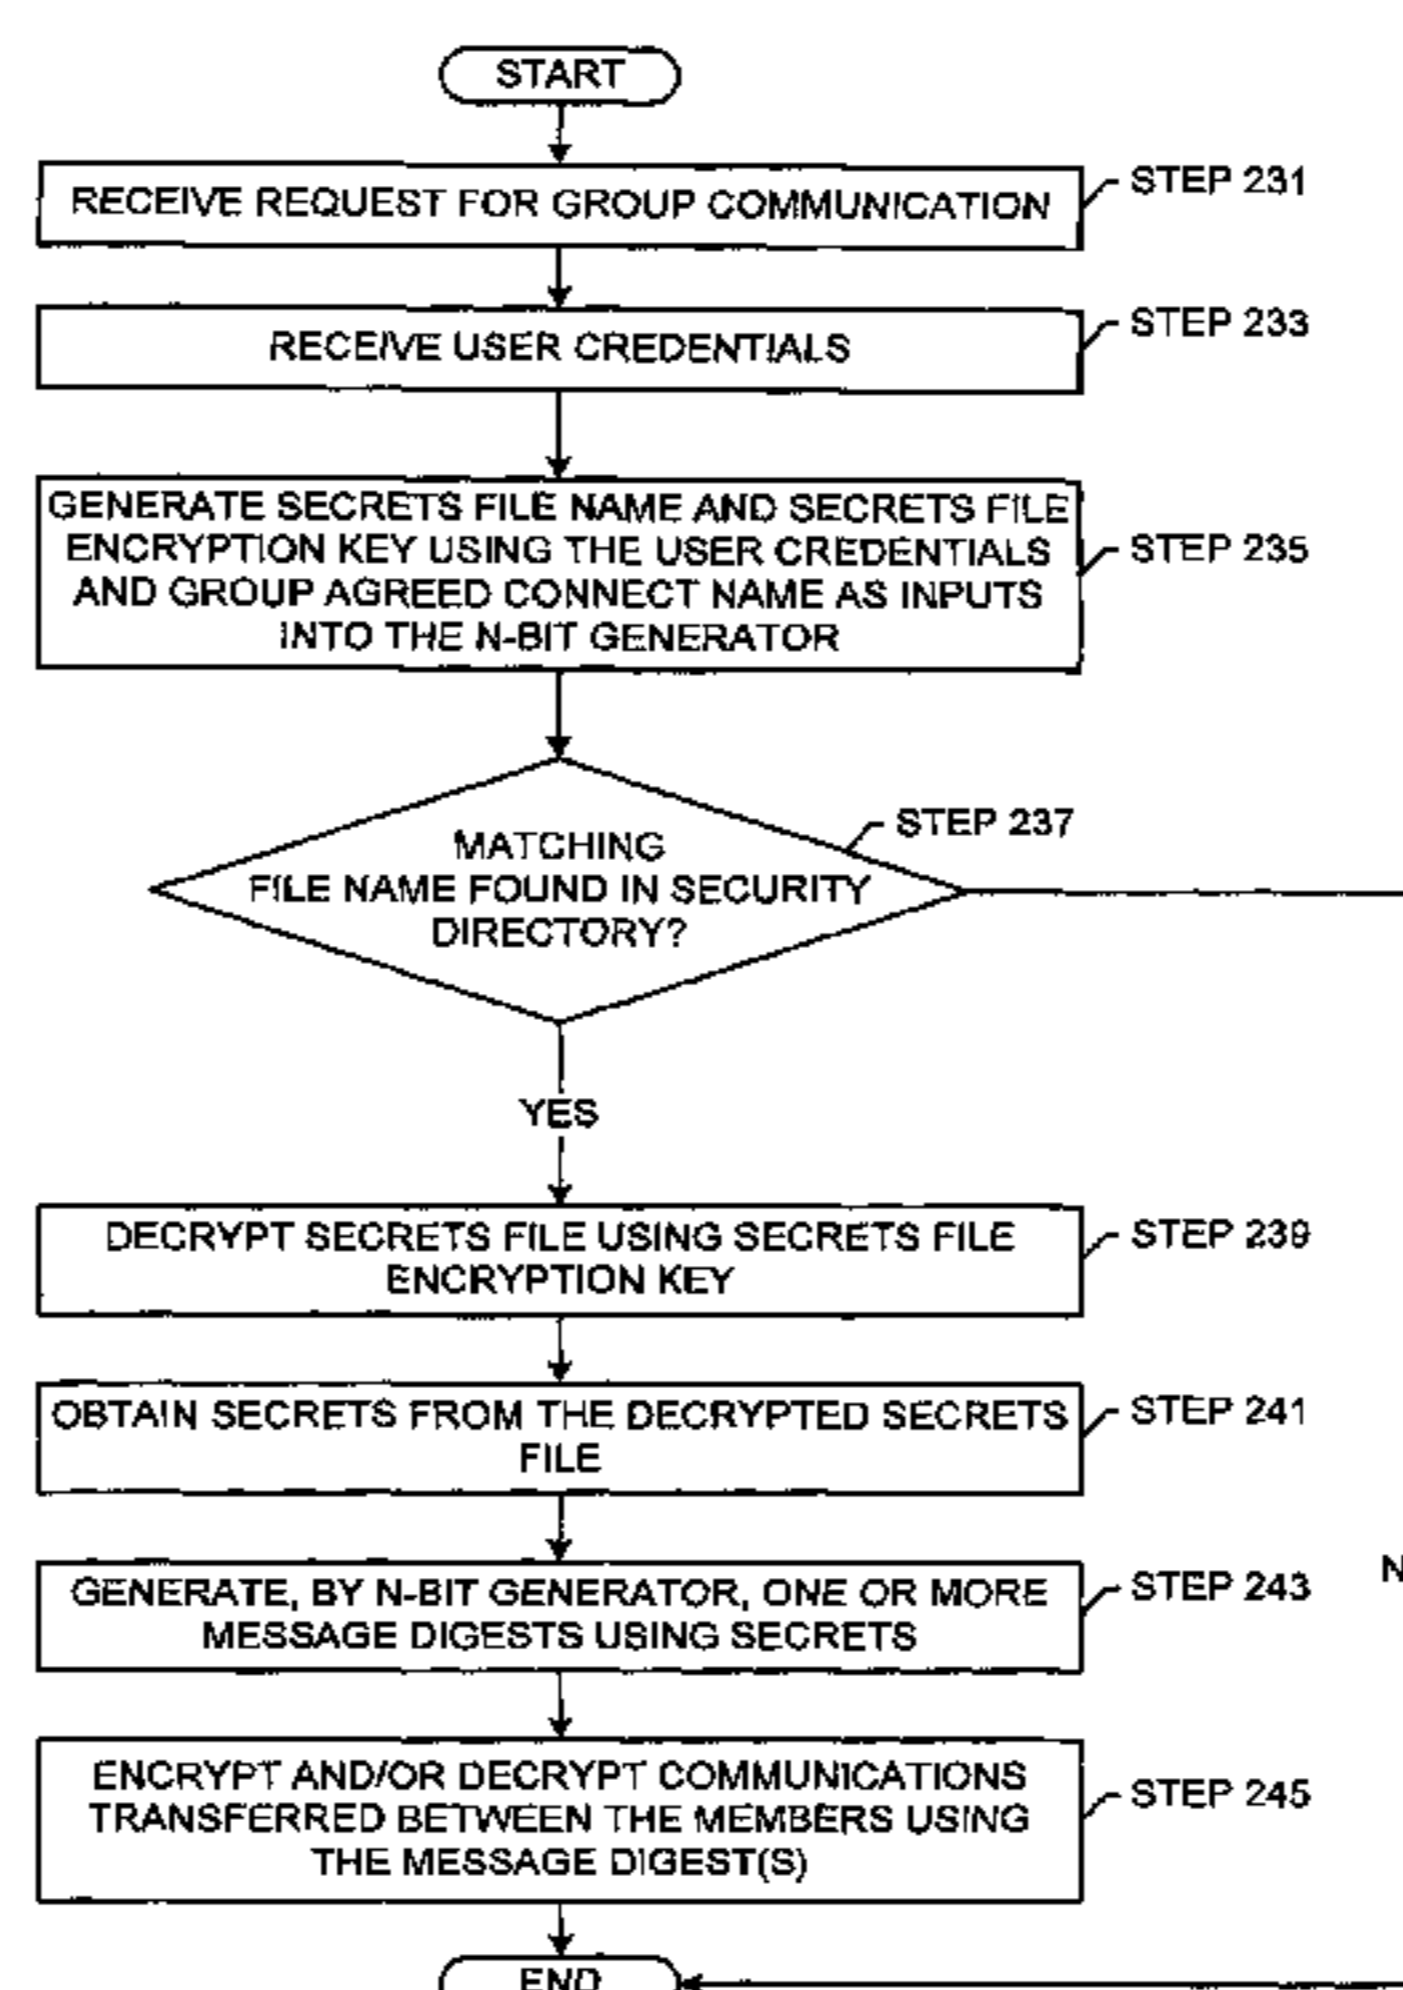 START
RECEIVE REQUEST FOR GROUP COMMUNICATION
STEP 231
RECEIVE USER CREDENTIALS
STEP 233
GENERATE SECRETS FILE NAME AND SECRETS FILE
ENCRYPTION KEY USING THE USER CREDENTIALS
AND GROUP AGREED CONNECT NAME AS INPUTS
INTO THE N-BIT GENERATOR
STEP 235
STEP 237
MATCHING
FILE NAME FOUND IN SECURITY
DIRECTORY?
YES
DECRYPT SECRETS FILE USING SECRETS FILE
ENCRYPTION KEY
STEP 239
OBTAIN SECRETS FROM THE DECRYPTED SECRETS
FILE
STEP 241
GENERATE, BY N-BIT GENERATOR, ONE OR MORE
MESSAGE DIGESTS USING SECRETS
STEP 243
ENCRYPT AND/OR DECRYPT COMMUNICATIONS
TRANSFERRED BETWEEN THE MEMBERS USING
THE MESSAGE DIGEST(S)
STEP 245
END